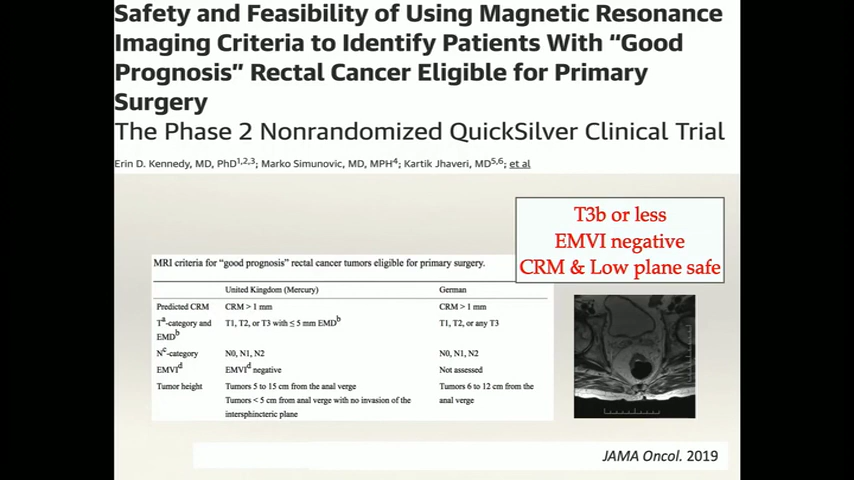 Safety and Feasibility of Using Magnetic Resonance
Imaging Criteria to Identify Patients With “Good
Prognosis” Rectal Cancer Eligible for Primary
Surgery
The Phase 2 Nonrandomized QuickSilver Clinical Trial
Erin D. Kennedy, MD, PhD1,2,3; Marko Simunovic, MD, MPH4; Kartik Jhaveri, MD5,6; et al
T3b or less
EMVI negative
CRM & Low plane safe
MRI criteria for “good prognosis” rectal cancer tumors eligible for primary surgery.
United Kingdom (Mercury) German
Predicted CRM CRM > 1 mm CRM > 1 mm
Ta-category and T1, T2, or T3 with ≤ 5 mm EMDb T1, T2, or any T3
EMDb
Nc-category N0, N1, N2 N0, N1, N2
EMVId EMVId negative Not assessed
Tumor height Tumors 5 to 15 cm from the anal verge Tumors 6 to 12 cm from the
Tumors < 5 cm from anal verge with no invasion of the anal verge
intersphincteric plane
JAMA Oncol. 2019